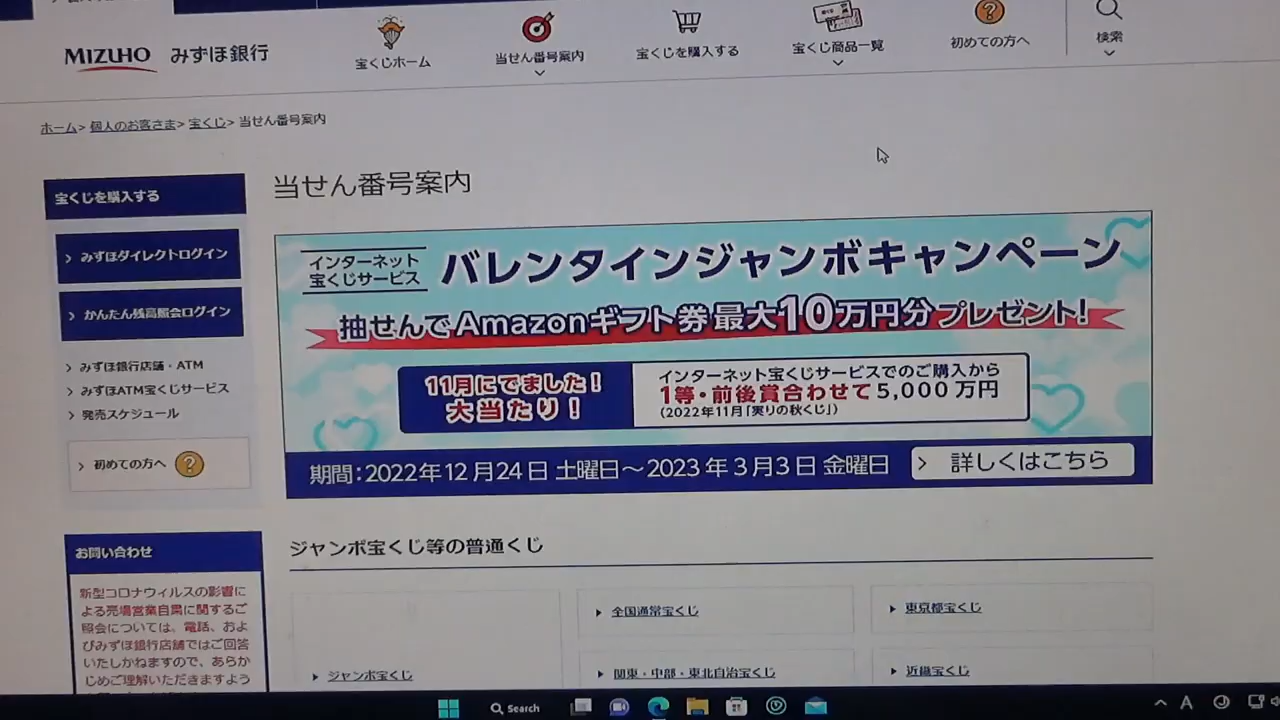 MIZUHO みずほ銀行
宝くじホーム
当せん番号案内
宝くじを購入する
宝くじ商品一覧
初めての方へ
検索
ホーム> 個人のお客さま> 宝くじ> 当せん番号案内
宝くじを購入する
みずほダイレクトログイン
かんたん残高照会ログイン
みずほ銀行店舗・ATM
みずほATM宝くじサービス
発売スケジュール
初めての方へ ?
お問い合わせ
新型コロナウィルスの影響に
よる売場営業自粛に関するご
照会については、電話、およ
びみずほ銀行店舗ではご回答
いたしかねますので、あらか
じめご理解いただきますよう
当せん番号案内
インターネット
宝くじサービス
バレンタインジャンボキャンペーン
抽せんでAmazonギフト券最大10万円分プレゼント!
11月にでました!
大当たり!
インターネット宝くじサービスでのご購入から
1等・前後賞合わせて5,000万円
(2022年11月「実りの秋くじ」)
期間:2022年12月24日 土曜日~2023年3月3日 金曜日
詳しくはこちら
ジャンボ宝くじ等の普通くじ
ジャンボ宝くじ
全国通常宝くじ
東京都宝くじ
関東・中部・東北自治宝くじ
近畿宝くじ
Search
A